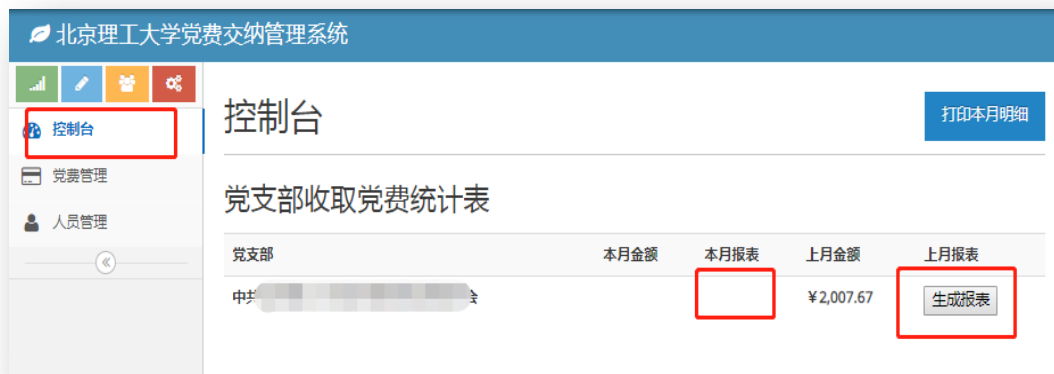 北京理工大学党费交纳管理系统
控制台
控制台
打印本月明细
党费管理
党支部收取党费统计表
人员管理
党支部 本月金额 本月报表 上月金额 上月报表
中共 会 ¥2,007.67 生成报表